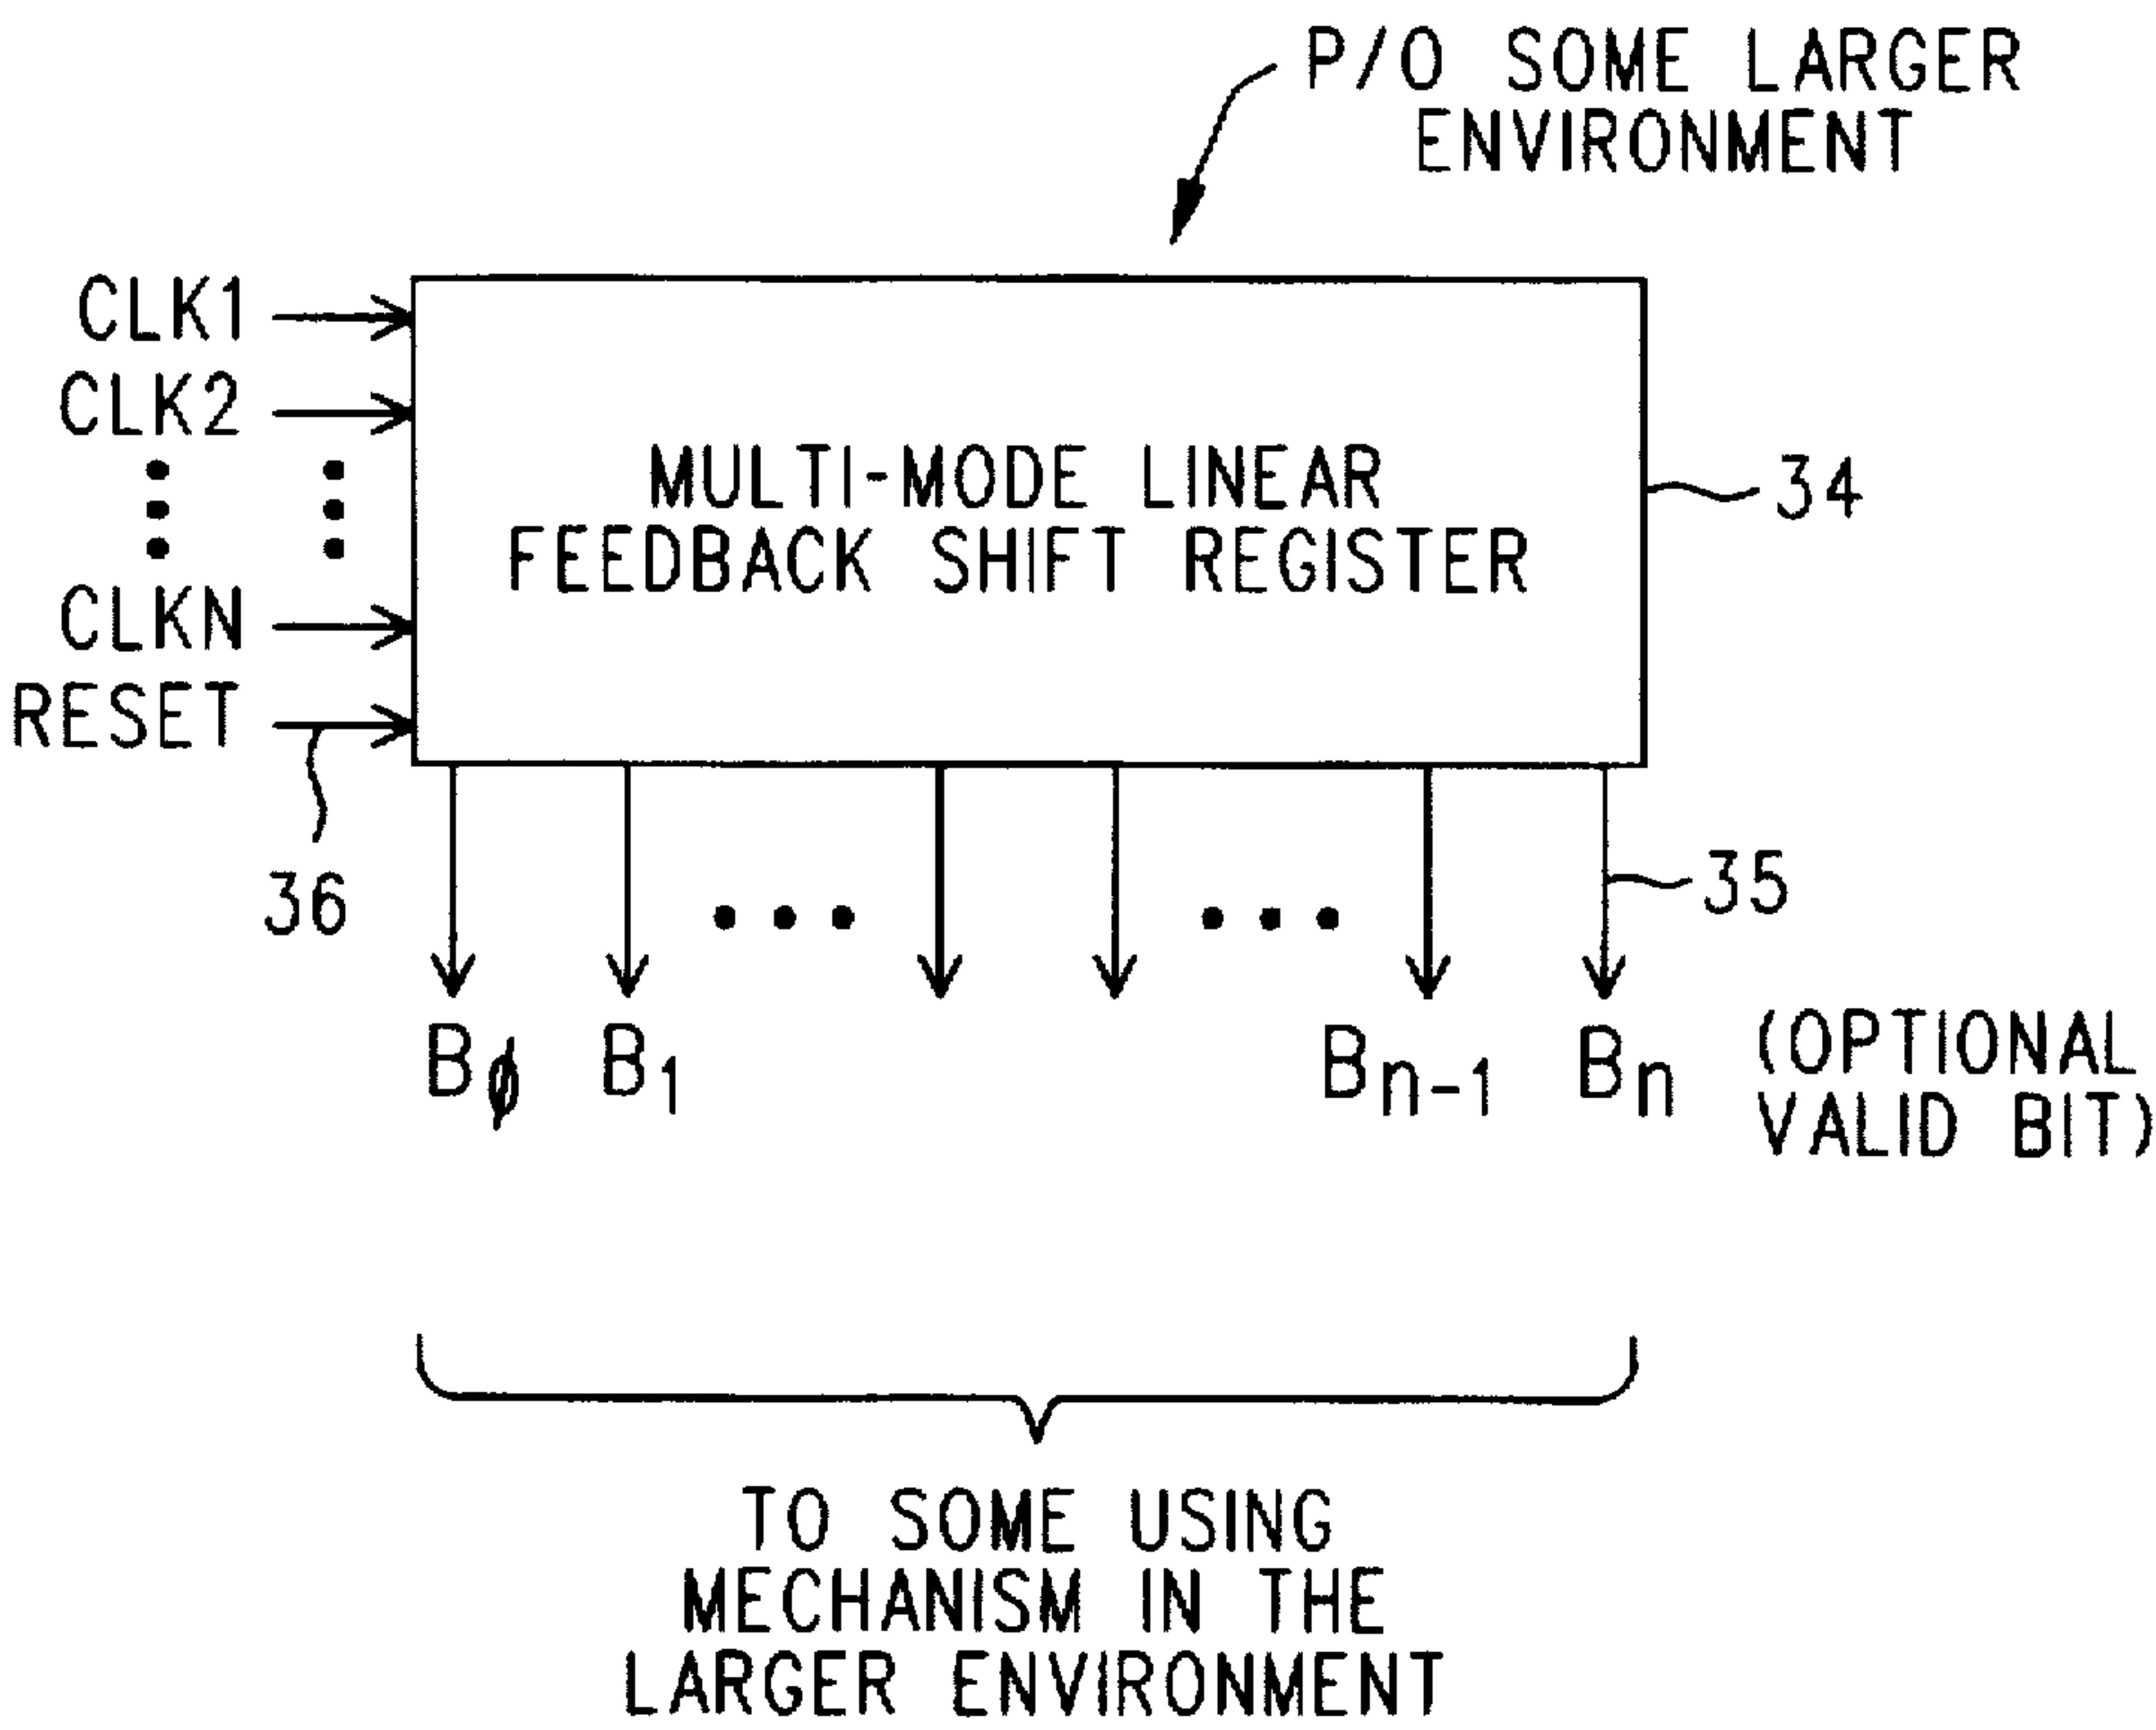 P/O SOME LARGER
ENVIRONMENT
CLK1
CLK2
CLKN
RESET
MULTI-MODE LINEAR
FEEDBACK SHIFT REGISTER
34
35
36
B0̸ B1 Bn-1 Bn (OPTIONAL
VALID BIT)
TO SOME USING
MECHANISM IN THE
LARGER ENVIRONMENT